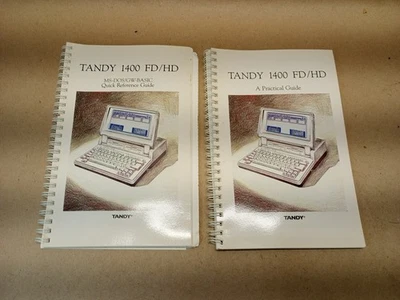 TANDY 1400 FD/HD
MS-DOS/GW-BASIC
Quick Reference Guide
TANDY
TANDY 1400 FD/HD
A Practical Guide
TANDY